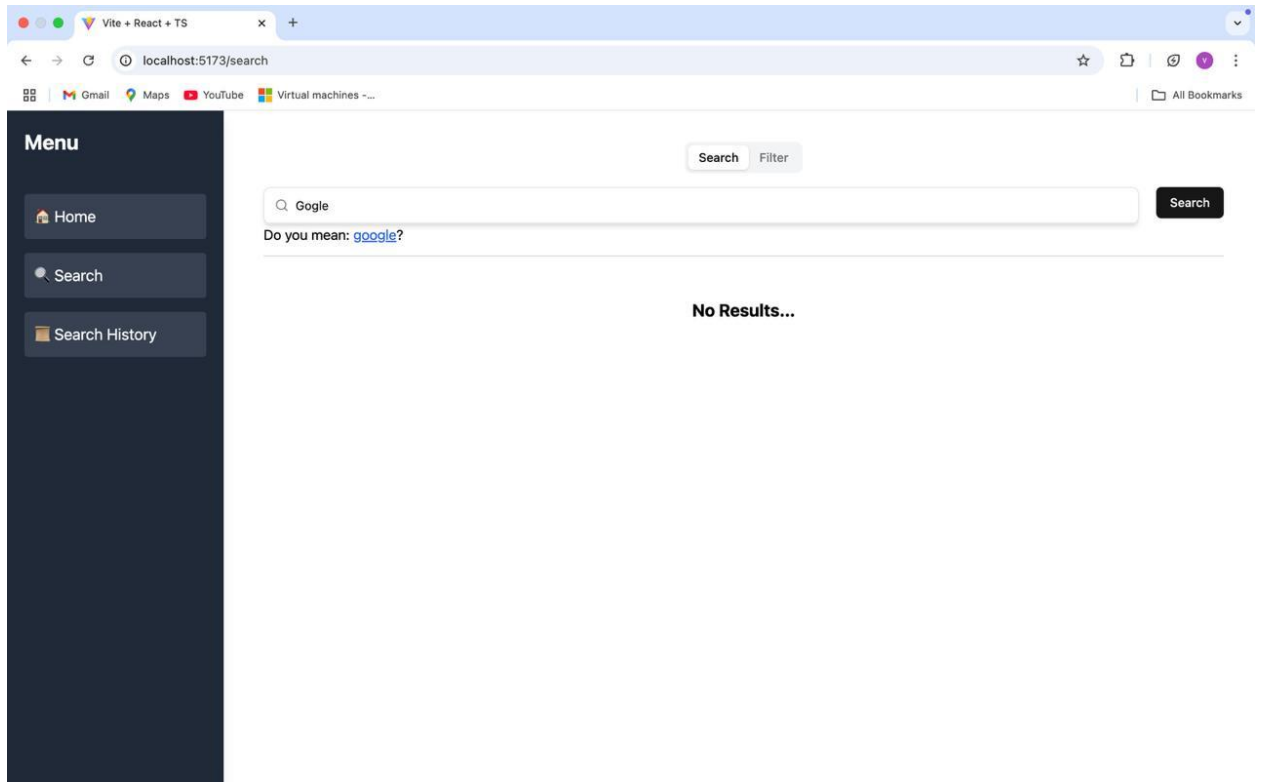 Vite + React + TS
localhost:5173/search
Gmail Maps YouTube Virtual machines -... All Bookmarks
Menu
Search Filter
Gogle Search
Home
Do you mean: google?
Search
No Results...
Search History